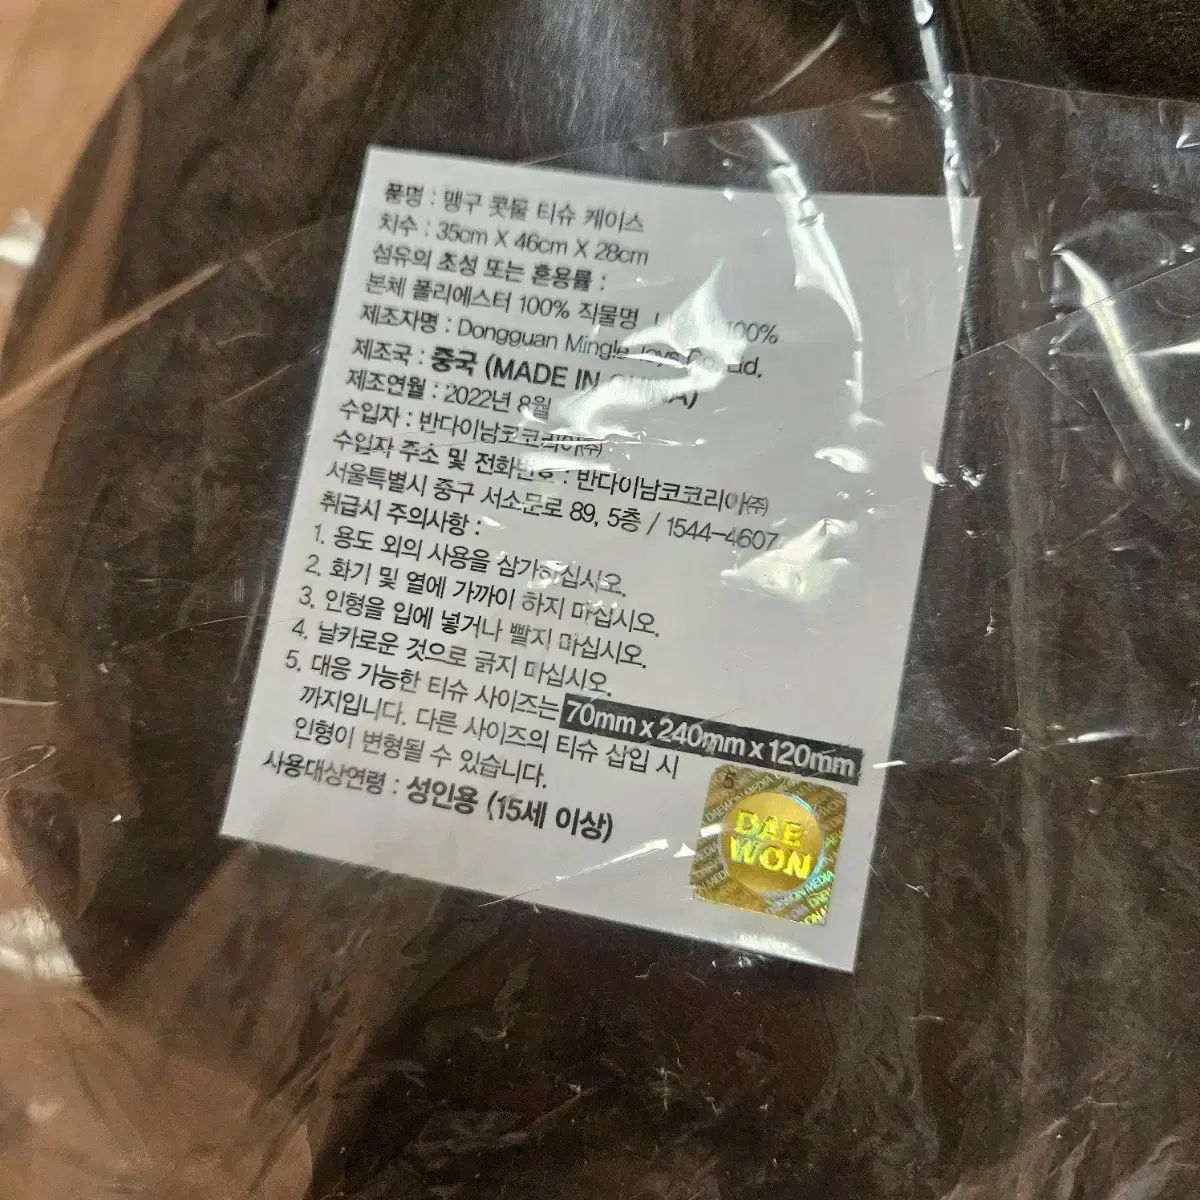 품명 : 맹구 콧물 티슈 케이스
치수 : 35cm X 46cm X 28cm
섬유의 조성 또는 혼용률 :
본체 폴리에스터 100% 직물명 100%
제조자명 : Dongguan Mingle Toys Co., Ltd.
제조국 : 중국 (MADE IN CHINA)
제조연월 : 2022년 8월
수입자 : 반다이남코코리아㈜
수입자 주소 및 전화번호 : 반다이남코코리아㈜
서울특별시 중구 서소문로 89, 5층 / 1544-4607
취급시 주의사항 :
1. 용도 외의 사용을 삼가하십시오.
2. 화기 및 열에 가까이 하지 마십시오.
3. 인형을 입에 넣거나 빨지 마십시오.
4. 날카로운 것으로 긁지 마십시오.
5. 대응 가능한 티슈 사이즈는 70mm x 240mm x 120mm
까지입니다. 다른 사이즈의 티슈 삽입 시
인형이 변형될 수 있습니다.
사용대상연령 : 성인용 (15세 이상)
DAE
WON
DAEWON MEDIA